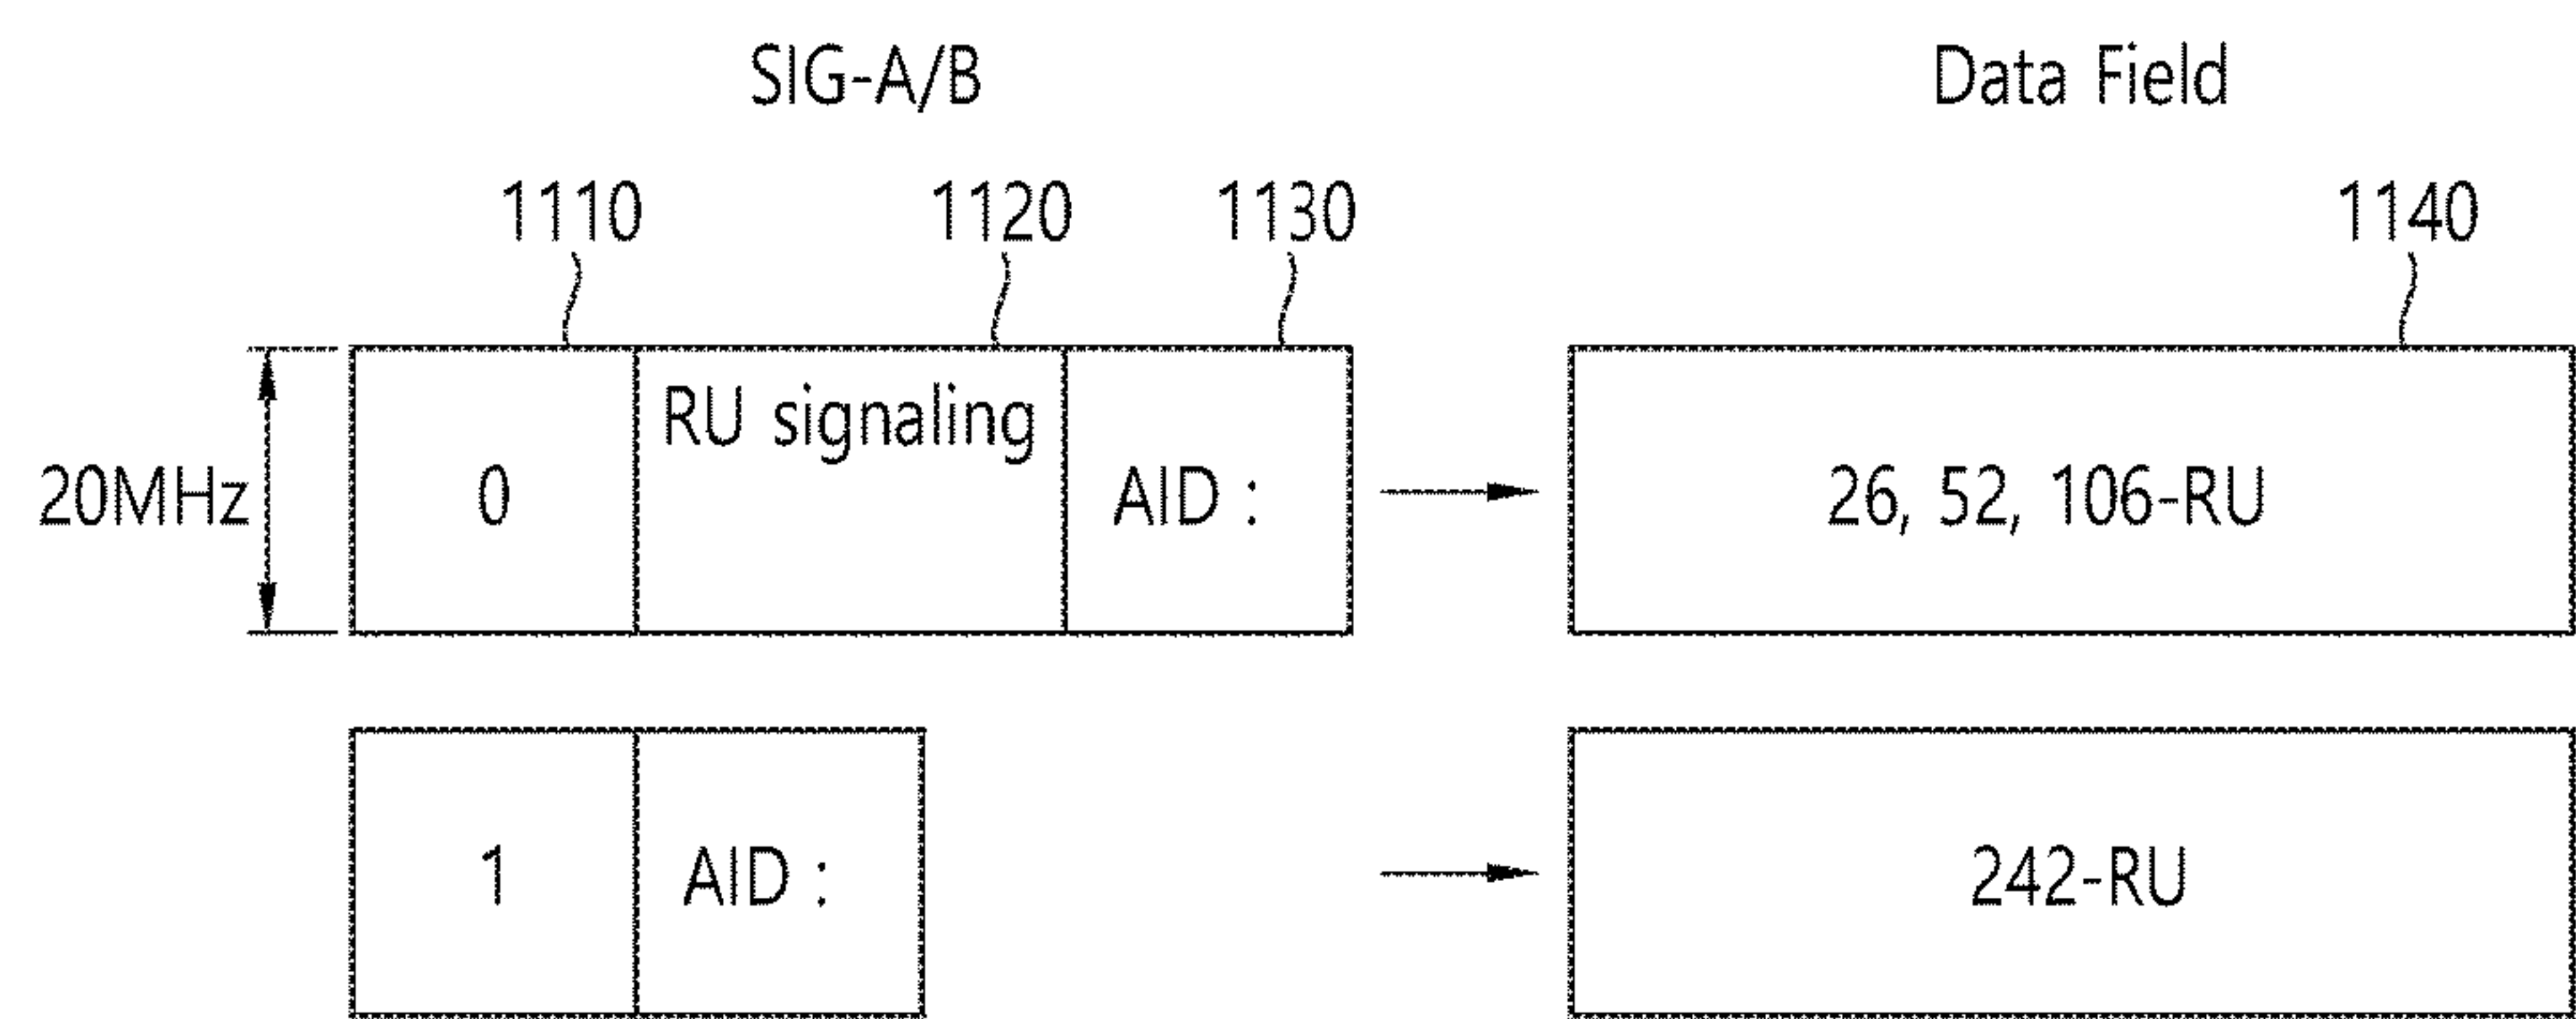 SIG-A/B Data Field
1110 1120 1130 1140
20MHz 0 RU signaling AID : 26, 52, 106-RU
1 AID : 242-RU